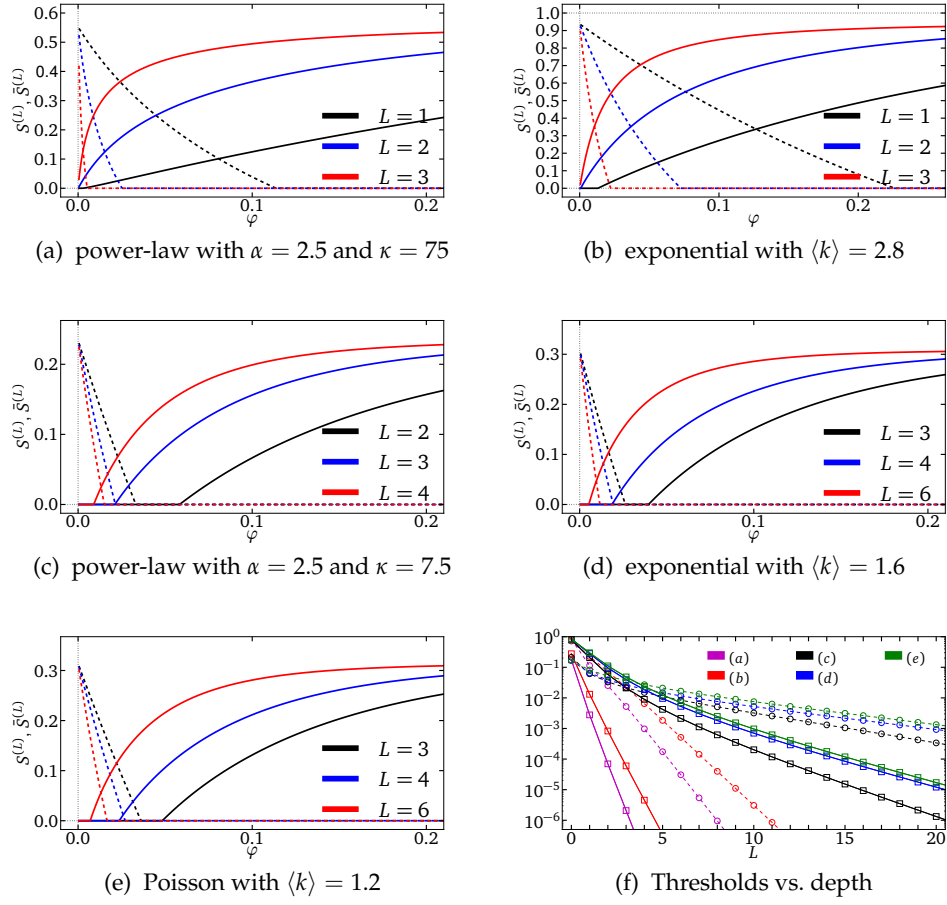 S^(L), S̄^(L)
0.6
0.5
0.4
0.3
0.2
0.1
0.0
L = 1
L = 2
L = 3
0.0
0.1
0.2
φ
(a) power-law with α = 2.5 and κ = 75
S^(L), S̄^(L)
1.0
0.9
0.8
0.7
0.6
0.5
0.4
0.3
0.2
0.1
0.0
L = 1
L = 2
L = 3
0.0
0.1
0.2
φ
(b) exponential with ⟨k⟩ = 2.8
S^(L), S̄^(L)
0.2
0.1
0.0
L = 2
L = 3
L = 4
0.0
0.1
0.2
φ
(c) power-law with α = 2.5 and κ = 7.5
S^(L), S̄^(L)
0.3
0.2
0.1
0.0
L = 3
L = 4
L = 6
0.0
0.1
0.2
φ
(d) exponential with ⟨k⟩ = 1.6
S^(L), S̄^(L)
0.3
0.2
0.1
0.0
L = 3
L = 4
L = 6
0.0
0.1
0.2
φ
(e) Poisson with ⟨k⟩ = 1.2
10^0
10^−1
10^−2
10^−3
10^−4
10^−5
10^−6
(a)
(c)
(e)
(b)
(d)
0
5
10
15
20
L
(f) Thresholds vs. depth